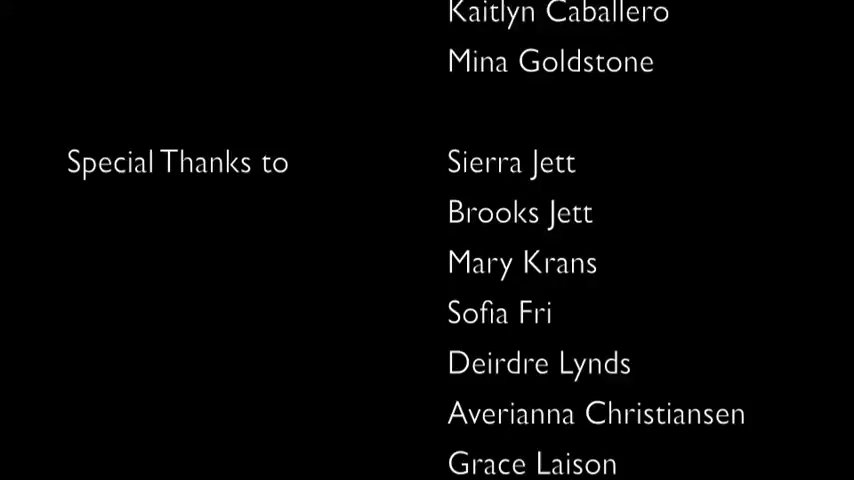 Kaitlyn Caballero
Mina Goldstone
Special Thanks to Sierra Jett
Brooks Jett
Mary Krans
Sofia Fri
Deirdre Lynds
Averianna Christiansen
Grace Laison